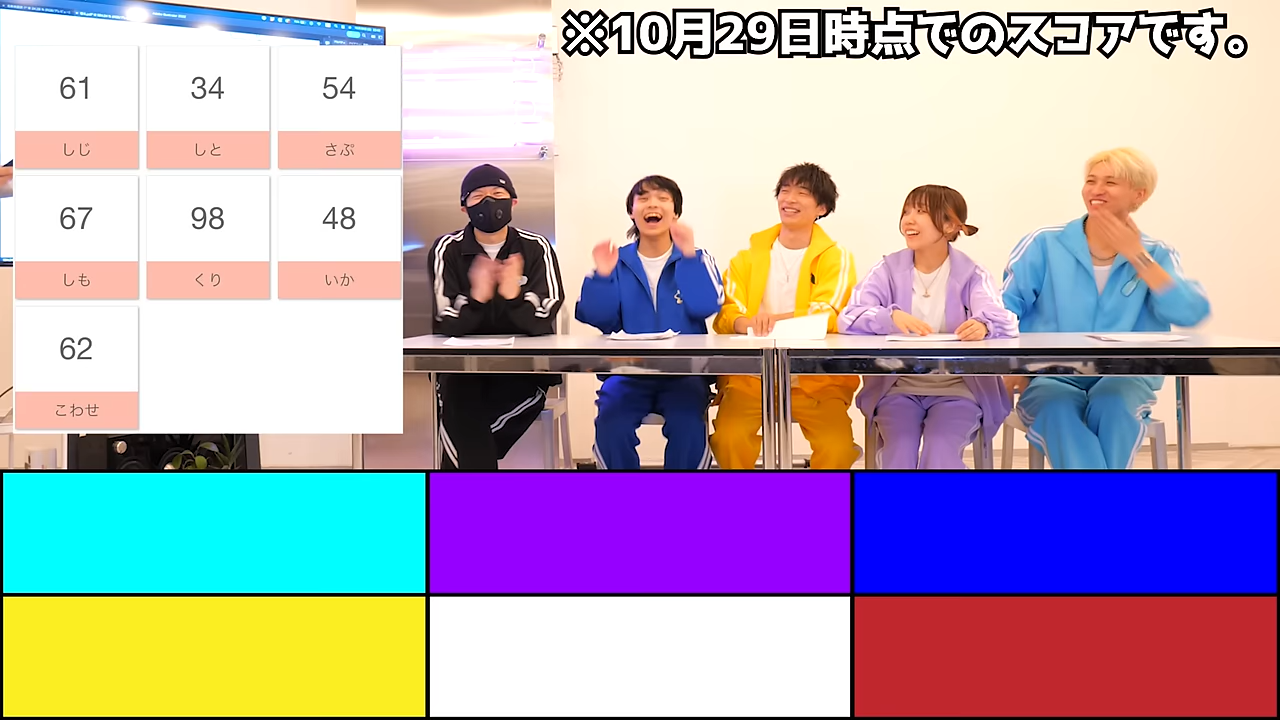 ※10月29日時点でのスコアです。
61 34 54
しじ しと さぷ
67 98 48
しも くり いか
62
こわせ